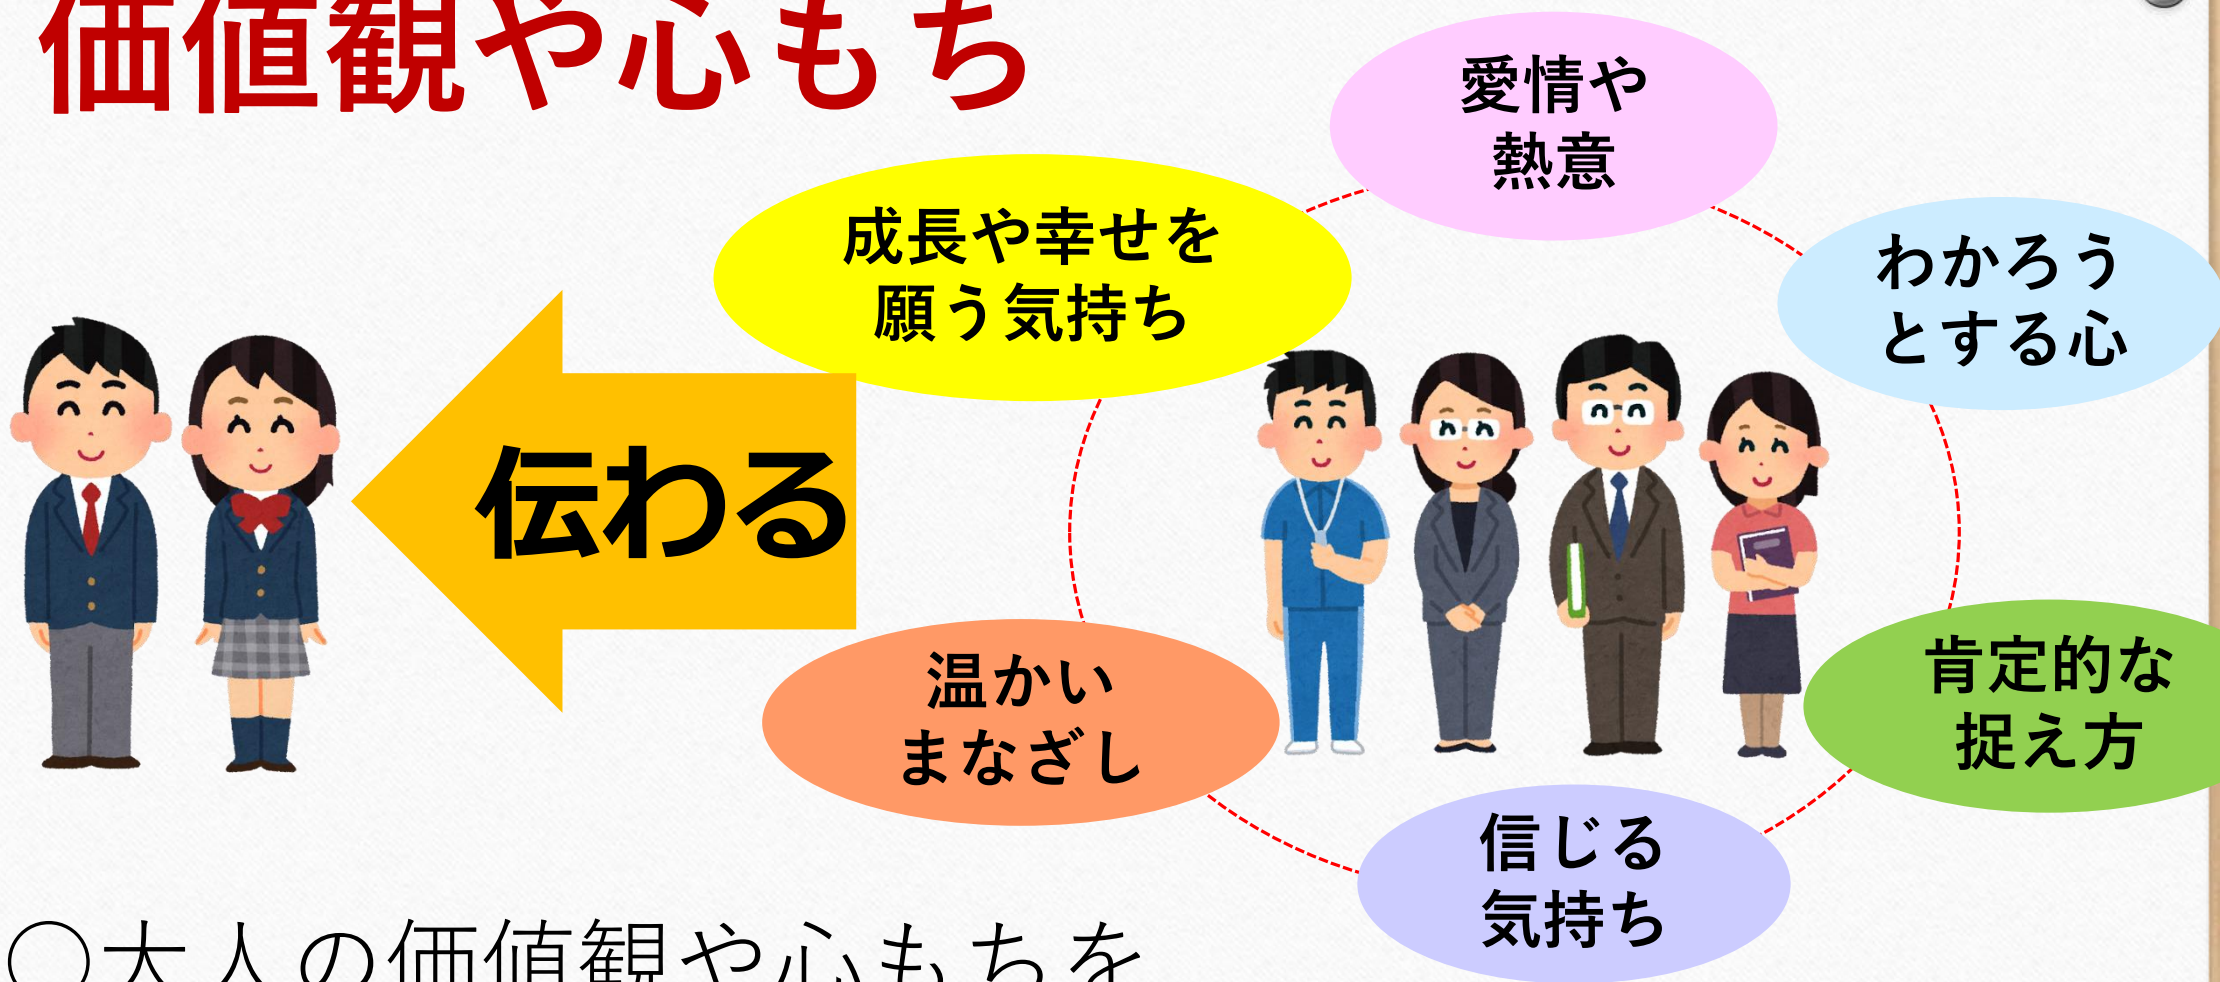 価値観や心もち
愛情や
熱意
成長や幸せを
願う気持ち
わかろう
とする心
伝わる
温かい
まなざし
肯定的な
捉え方
信じる
気持ち
〇大人の価値観や心もちを